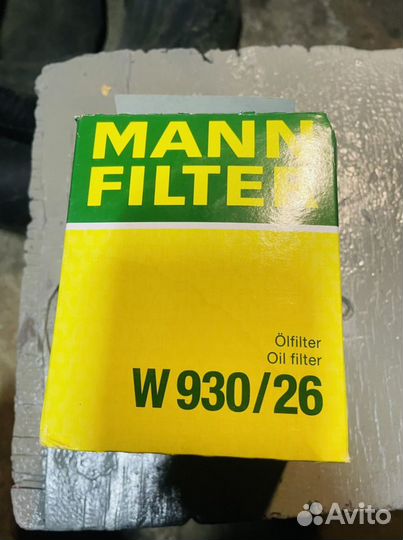 MANN
FILTER
Ölfilter
Oil filter
W 930/26
Avito